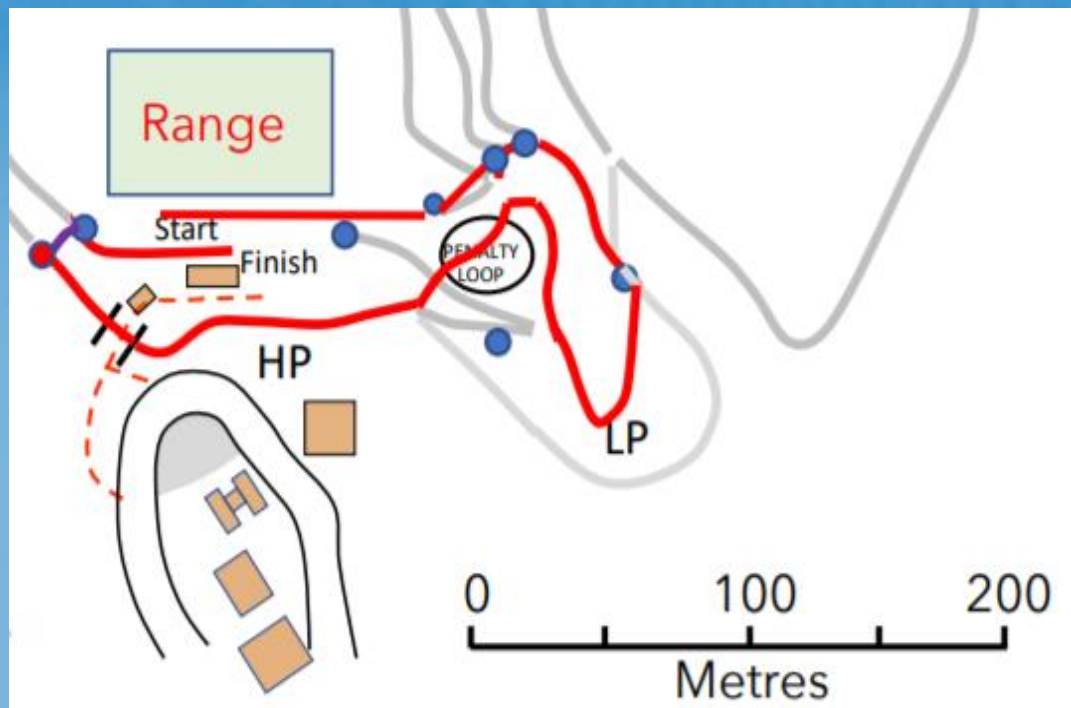 Range
Start
Finish
PENALTY
LOOP
HP
LP
0 100 200
Metres